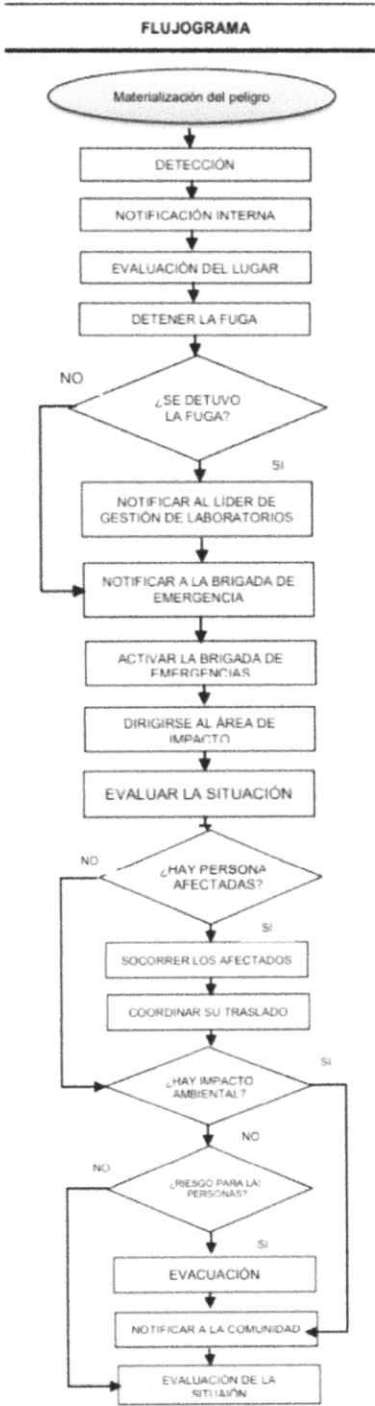 FLUJOGRAMA
Materialización del peligro
DETECCIÓN
NOTIFICACIÓN INTERNA
EVALUACIÓN DEL LUGAR
DETENER LA FUGA
NO
¿SE DETUVO
LA FUGA?
SI
NOTIFICAR AL LÍDER DE
GESTIÓN DE LABORATORIOS
NOTIFICAR A LA BRIGADA DE
EMERGENCIA
ACTIVAR LA BRIGADA DE
EMERGENCIAS
DIRIGIRSE AL ÁREA DE
IMPACTO
EVALUAR LA SITUACIÓN
NO
¿HAY PERSONA
AFECTADAS?
SI
SOCORRER LOS AFECTADOS
COORDINAR SU TRASLADO
SI
¿HAY IMPACTO
AMBIENTAL?
NO
NO
¿RIESGO PARA LA
PERSONAS?
SI
EVACUACIÓN
NOTIFICAR A LA COMUNIDAD
EVALUACIÓN DE LA
SITUAIÓN